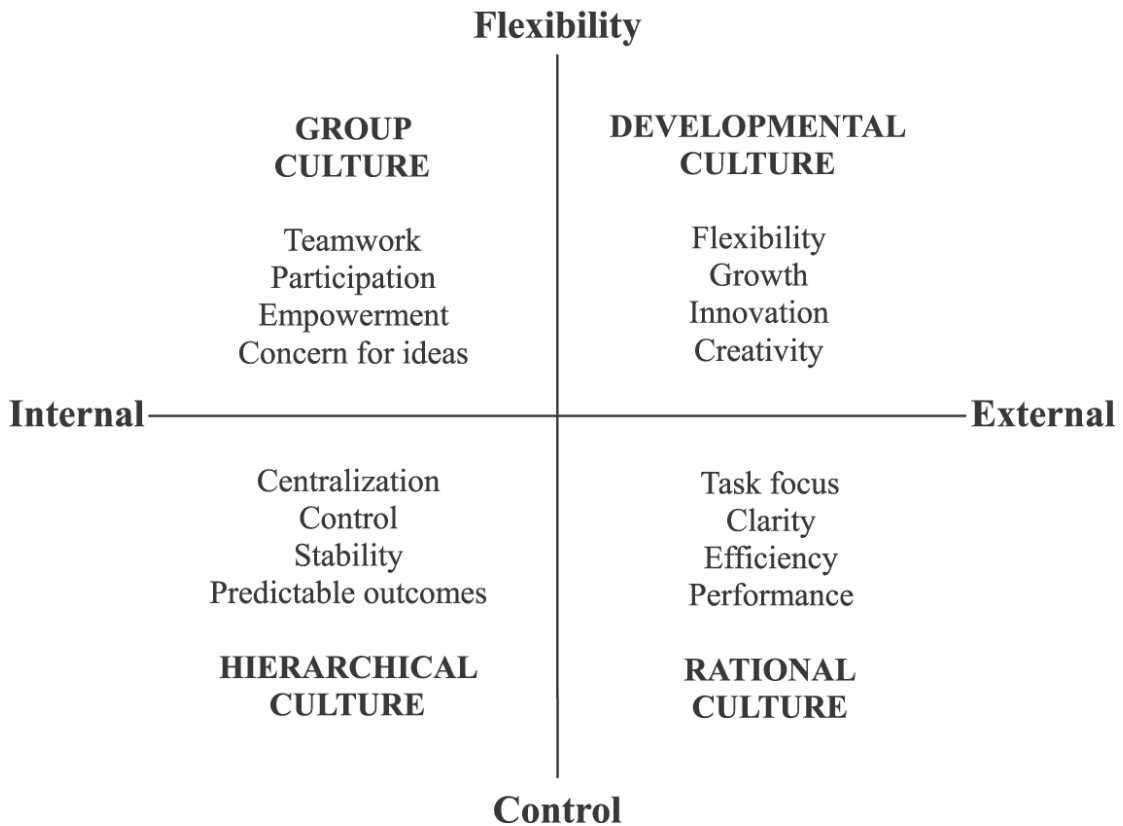 Flexibility
GROUP
CULTURE
Teamwork
Participation
Empowerment
Concern for ideas
DEVELOPMENTAL
CULTURE
Flexibility
Growth
Innovation
Creativity
Internal
External
Centralization
Control
Stability
Predictable outcomes
HIERARCHICAL
CULTURE
Task focus
Clarity
Efficiency
Performance
RATIONAL
CULTURE
Control